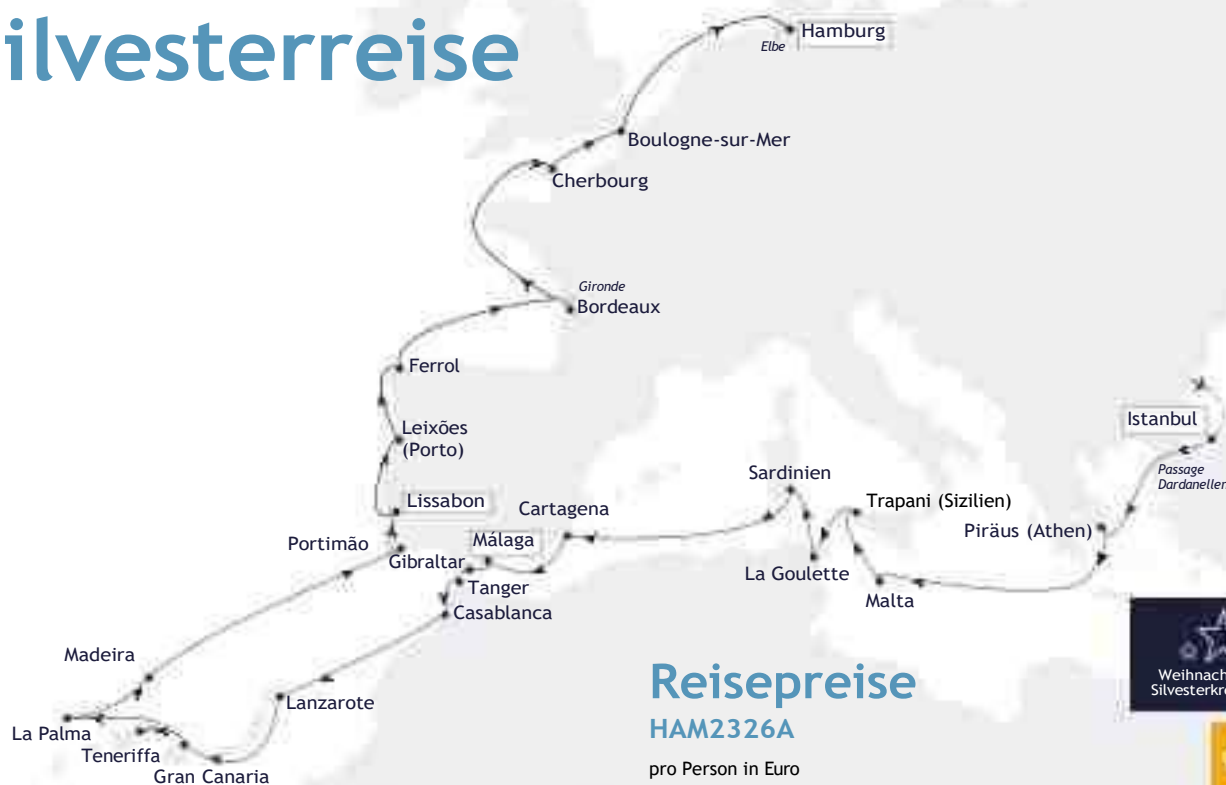 ilvesterreise
Hamburg
Elbe
Boulogne-sur-Mer
Cherbourg
Gironde
Bordeaux
Ferrol
Leixões
(Porto)
Istanbul
Passage
Dardanellen
Sardinien
Trapani (Sizilien)
Lissabon
Cartagena
Piräus (Athen)
Portimão
Málaga
Gibraltar
La Goulette
Tanger
Malta
Casablanca
Madeira
Lanzarote
La Palma
Teneriffa
Gran Canaria
Weihnach
Silvesterkre
Reisepreise
HAM2326A
pro Person in Euro